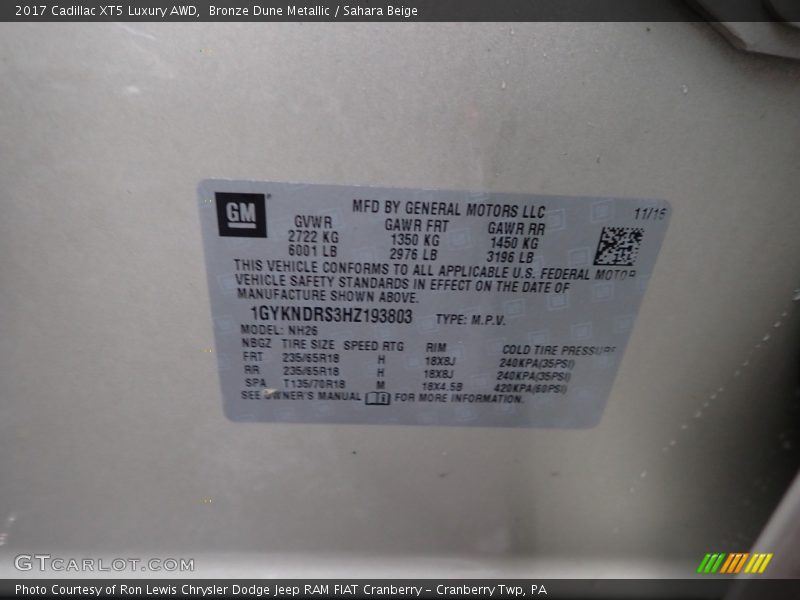 2017 Cadillac XT5 Luxury AWD, Bronze Dune Metallic / Sahara Beige
GM
MFD BY GENERAL MOTORS LLC 11/16
GVWR GAWR FRT GAWR RR
2722 KG 1350 KG 1450 KG
6001 LB 2976 LB 3196 LB
THIS VEHICLE CONFORMS TO ALL APPLICABLE U.S. FEDERAL MOTOR
VEHICLE SAFETY STANDARDS IN EFFECT ON THE DATE OF
MANUFACTURE SHOWN ABOVE.
1GYKNDRS3HZ193803 TYPE: M.P.V.
MODEL: NH26
NBGZ TIRE SIZE SPEED RTG RIM COLD TIRE PRESSURE
FRT 235/65R18 H 18X8J 240KPA(35PSI)
RR 235/65R18 H 18X8J 240KPA(35PSI)
SPA T135/70R18 M 18X4.5B 420KPA(60PSI)
SEE OWNER'S MANUAL FOR MORE INFORMATION.
GTCARLOT.COM
Photo Courtesy of Ron Lewis Chrysler Dodge Jeep RAM FIAT Cranberry - Cranberry Twp, PA